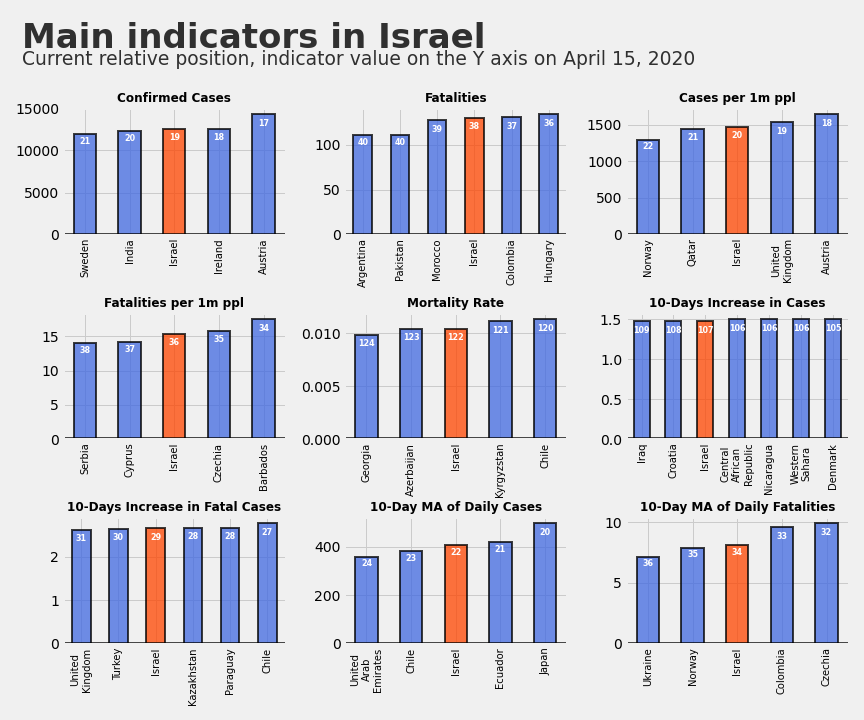 Main indicators in Israel
Current relative position, indicator value on the Y axis on April 15, 2020
Confirmed Cases
15000
10000
5000
0
21
20
19
18
17
Sweden
India
Israel
Ireland
Austria
Fatalities
100
50
0
40
40
39
38
37
36
Argentina
Pakistan
Morocco
Israel
Colombia
Hungary
Cases per 1m ppl
1500
1000
500
0
22
21
20
19
18
Norway
Qatar
Israel
United
Kingdom
Austria
Fatalities per 1m ppl
15
10
5
0
38
37
36
35
34
Serbia
Cyprus
Israel
Czechia
Barbados
Mortality Rate
0.010
0.005
0.000
124
123
122
121
120
Georgia
Azerbaijan
Israel
Kyrgyzstan
Chile
10-Days Increase in Cases
1.5
1.0
0.5
0.0
109
108
107
106
106
106
105
Iraq
Croatia
Israel
Central
African
Republic
Nicaragua
Western
Sahara
Denmark
10-Days Increase in Fatal Cases
2
1
0
31
30
29
28
28
27
United
Kingdom
Turkey
Israel
Kazakhstan
Paraguay
Chile
10-Day MA of Daily Cases
400
200
0
24
23
22
21
20
United
Arab
Emirates
Chile
Israel
Ecuador
Japan
10-Day MA of Daily Fatalities
10
5
0
36
35
34
33
32
Ukraine
Norway
Israel
Colombia
Czechia